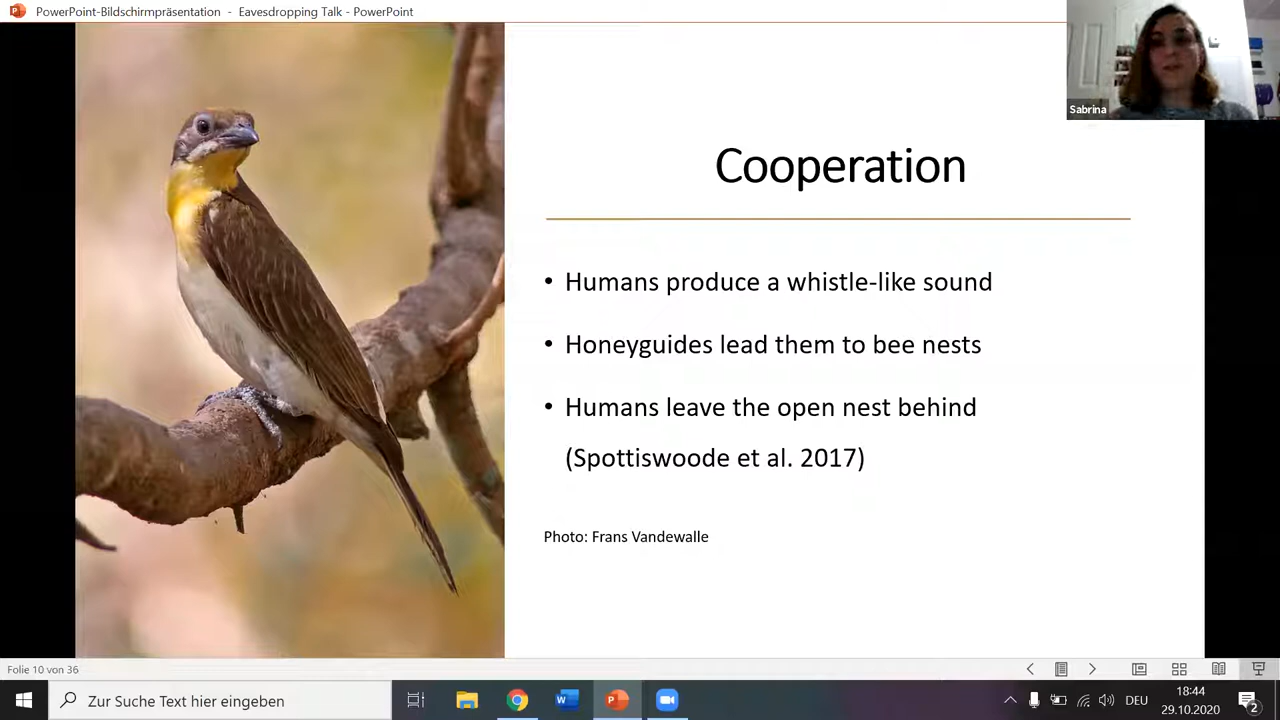 PowerPoint-Bildschirmpräsentation - Eavesdropping Talk - PowerPoint
Sabrina
Cooperation
• Humans produce a whistle-like sound
• Honeyguides lead them to bee nests
• Humans leave the open nest behind
(Spottiswoode et al. 2017)
Photo: Frans Vandewalle
Folie 10 von 36
Zur Suche Text hier eingeben
DEU
18:44
29.10.2020
2